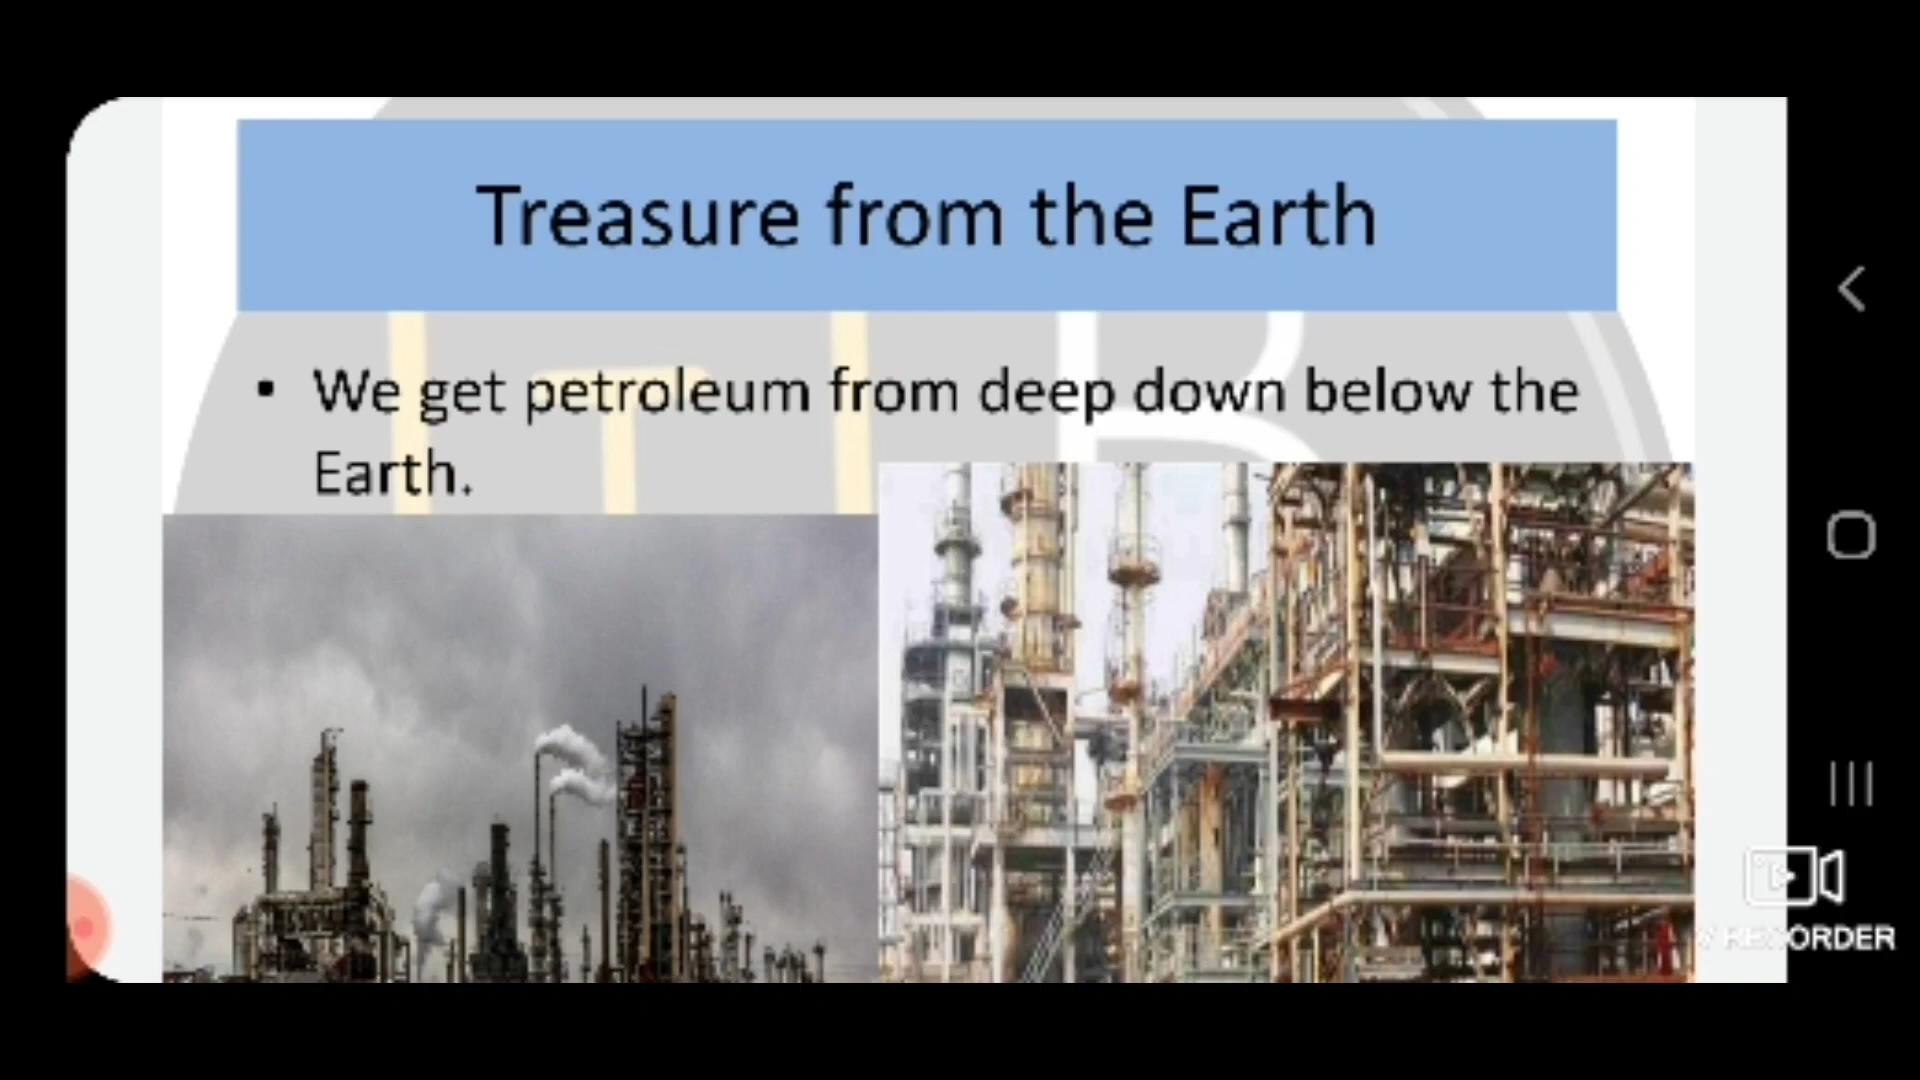 Treasure from the Earth
• We get petroleum from deep down below the
Earth.